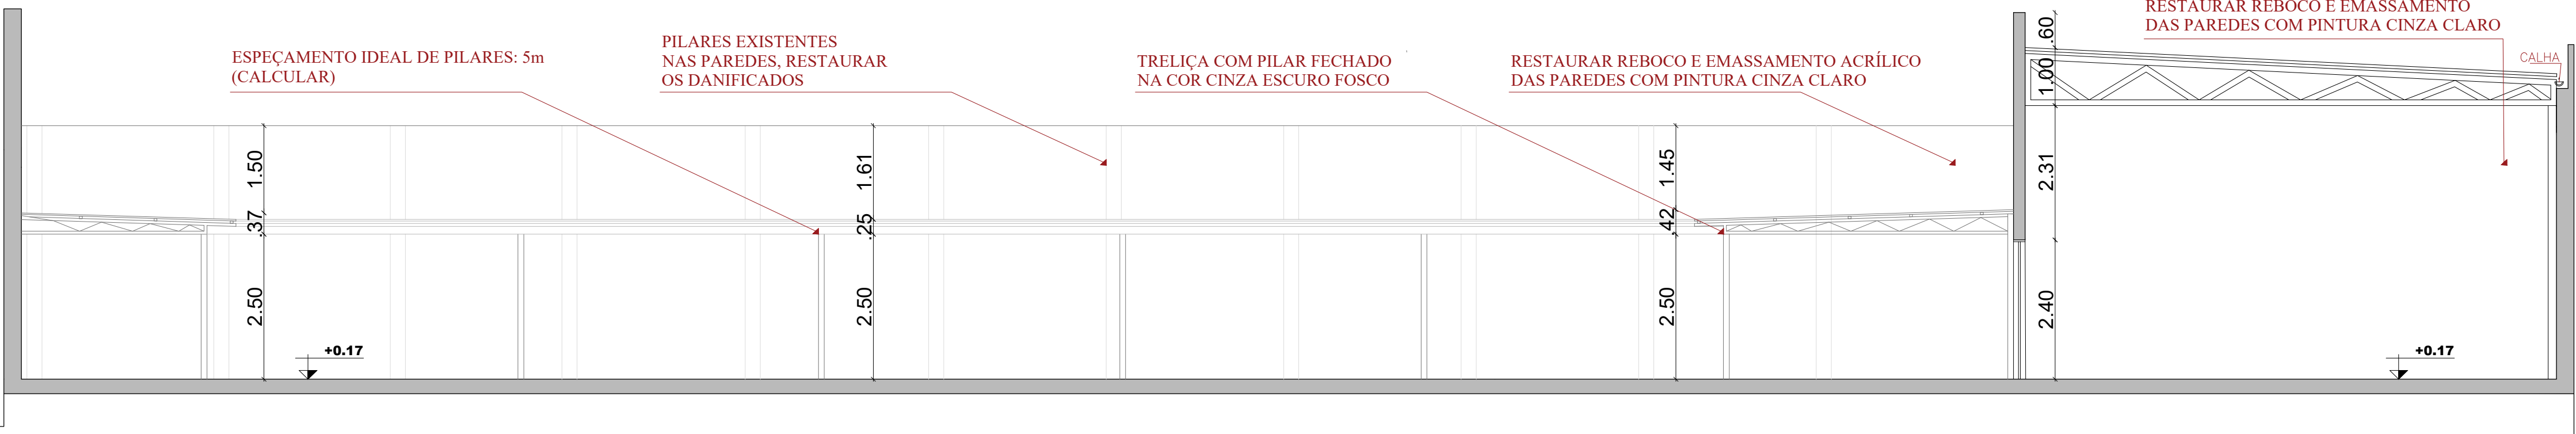 ESPEÇAMENTO IDEAL DE PILARES: 5m
(CALCULAR)
PILARES EXISTENTES
NAS PAREDES, RESTAURAR
OS DANIFICADOS
TRELIÇA COM PILAR FECHADO
NA COR CINZA ESCURO FOSCO
RESTAURAR REBOCO E EMASSAMENTO ACRÍLICO
DAS PAREDES COM PINTURA CINZA CLARO
RESTAURAR REBOCO E EMASSAMENTO
DAS PAREDES COM PINTURA CINZA CLARO
CALHA
1.50
.37
2.50
+0.17
1.61
.25
2.50
1.45
.42
2.50
.60
1.00
2.31
2.40
+0.17